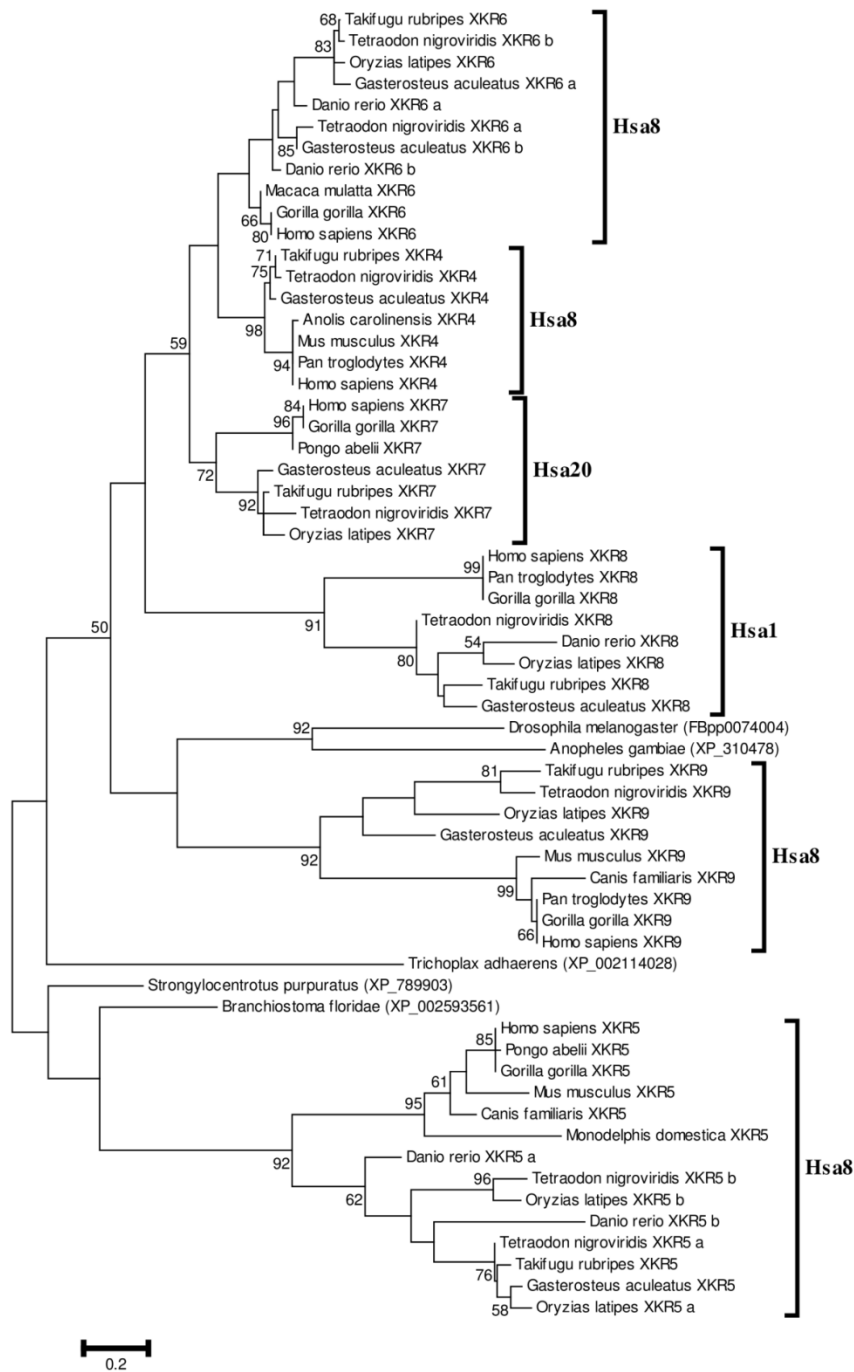 68 Takifugu rubripes XKR6
Tetraodon nigroviridis XKR6 b
83
Oryzias latipes XKR6
Gasterosteus aculeatus XKR6 a
Danio rerio XKR6 a
Tetraodon nigroviridis XKR6 a
Hsa8
85 Gasterosteus aculeatus XKR6 b
Danio rerio XKR6 b
Macaca mulatta XKR6
66 Gorilla gorilla XKR6
80 Homo sapiens XKR6
71 Takifugu rubripes XKR4
75 Tetraodon nigroviridis XKR4
Gasterosteus aculeatus XKR4
98 Anolis carolinensis XKR4
Hsa8
59 Mus musculus XKR4
94 Pan troglodytes XKR4
Homo sapiens XKR4
84 Homo sapiens XKR7
96 Gorilla gorilla XKR7
Pongo abelii XKR7
72 Gasterosteus aculeatus XKR7
Hsa20
92 Takifugu rubripes XKR7
Tetraodon nigroviridis XKR7
Oryzias latipes XKR7
Homo sapiens XKR8
99 Pan troglodytes XKR8
Gorilla gorilla XKR8
50 91 Tetraodon nigroviridis XKR8
Hsa1
54 Danio rerio XKR8
80 Oryzias latipes XKR8
Takifugu rubripes XKR8
Gasterosteus aculeatus XKR8
92 Drosophila melanogaster (FBpp0074004)
Anopheles gambiae (XP_310478)
81 Takifugu rubripes XKR9
Tetraodon nigroviridis XKR9
Oryzias latipes XKR9
Gasterosteus aculeatus XKR9
Hsa8
92 Mus musculus XKR9
99 Canis familiaris XKR9
Pan troglodytes XKR9
Gorilla gorilla XKR9
66 Homo sapiens XKR9
Trichoplax adhaerens (XP_002114028)
Strongylocentrotus purpuratus (XP_789903)
Branchiostoma floridae (XP_002593561)
Homo sapiens XKR5
85 Pongo abelii XKR5
Gorilla gorilla XKR5
61 Mus musculus XKR5
95 Canis familiaris XKR5
Monodelphis domestica XKR5
92 Danio rerio XKR5 a
Hsa8
96 Tetraodon nigroviridis XKR5 b
62 Oryzias latipes XKR5 b
Danio rerio XKR5 b
Tetraodon nigroviridis XKR5 a
76 Takifugu rubripes XKR5
Gasterosteus aculeatus XKR5
58 Oryzias latipes XKR5 a
0.2